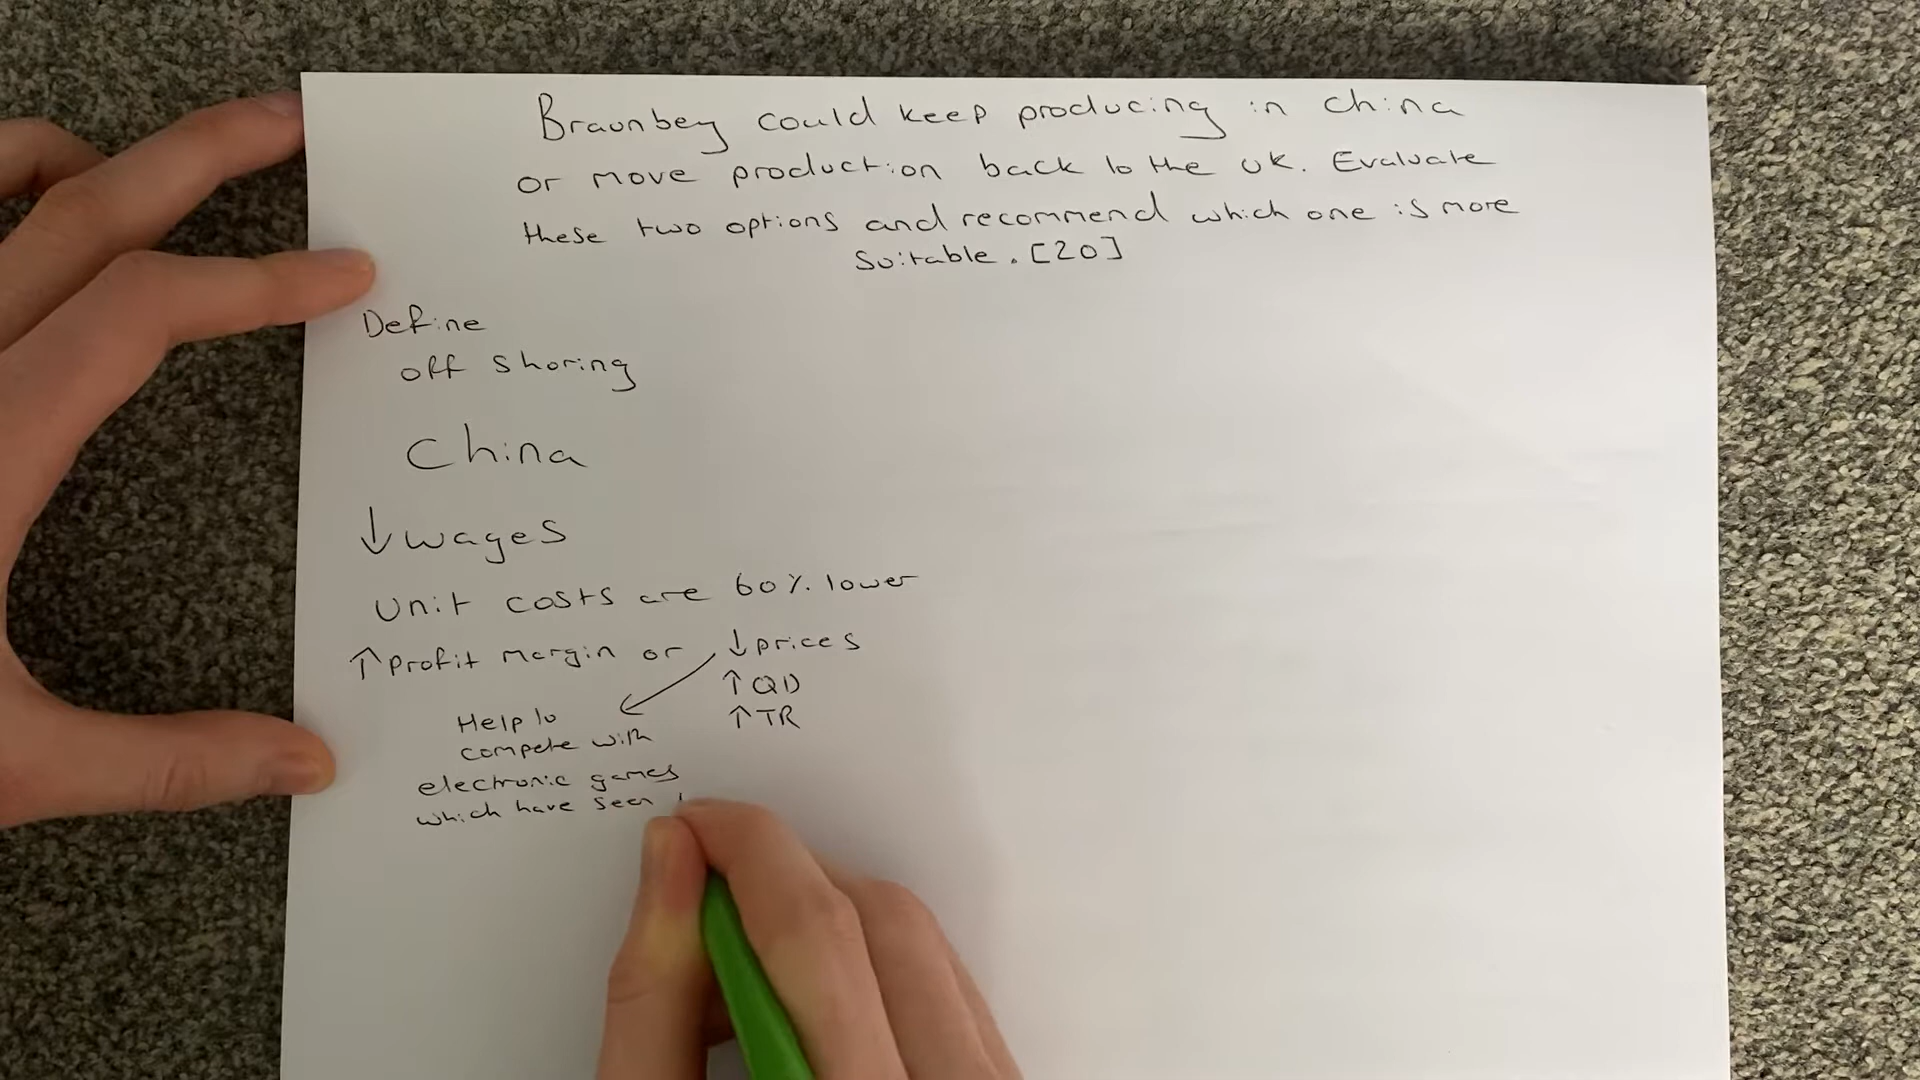 Braunbey could keep producing in China
or move production back to the UK. Evaluate
these two options and recommend which one is more
suitable. [20]
Define
off shoring
China
↓ wages
Unit costs are 60% lower
↑ profit margin or ↓ prices
↑ QD
↑ TR
Help to
compete with
electronic games
which have seen